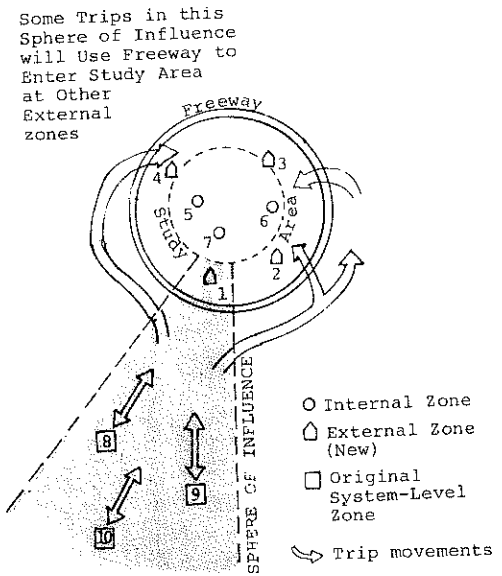 Some Trips in this
Sphere of Influence
will Use Freeway to
Enter Study Area
at Other
External
zones
Freeway
4
3
5
6
Study
Area
7
2
1
8
9
10
SPHERE OF INFLUENCE
Internal Zone
External Zone
(New)
Original
System-Level
Zone
Trip movements